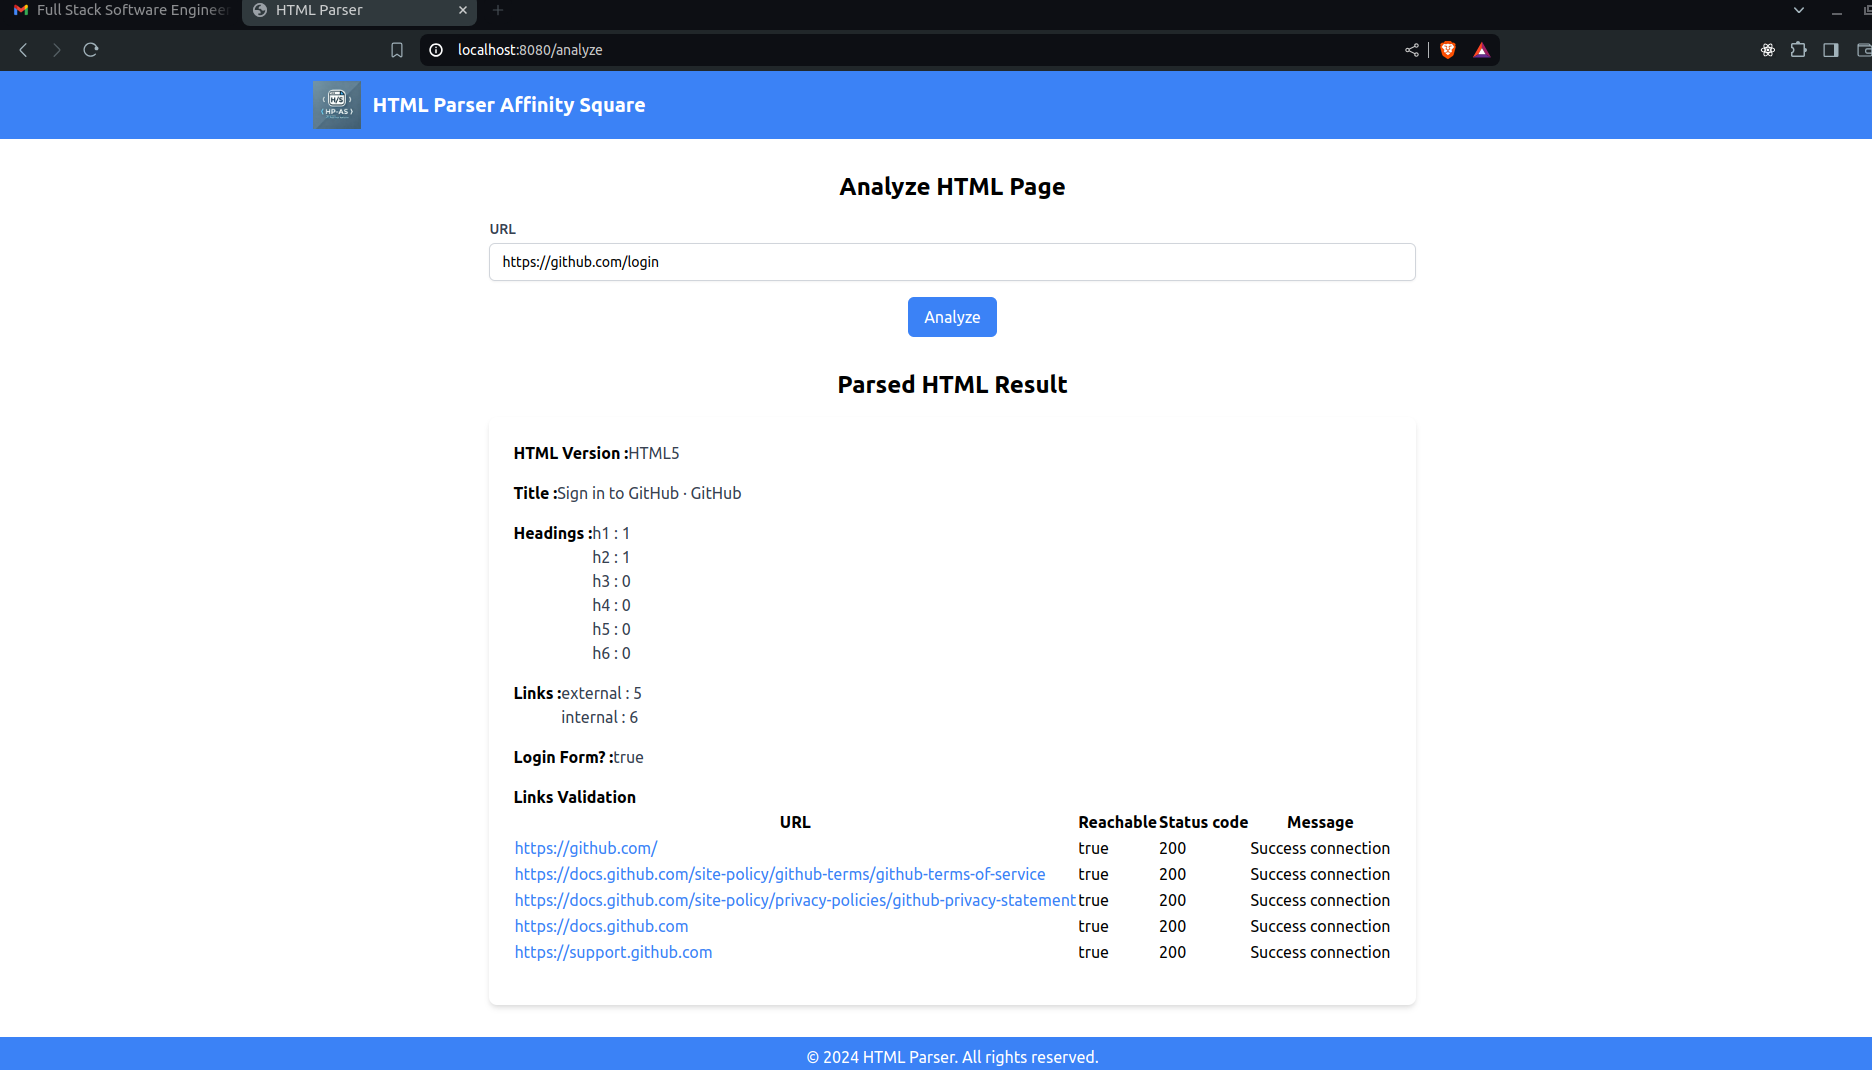 Full Stack Software Engineer
HTML Parser
localhost:8080/analyze
H/S
HP-AS
HTML Parser Affinity Square
Analyze HTML Page
URL
https://github.com/login
Analyze
Parsed HTML Result
HTML Version :HTML5
Title :Sign in to GitHub · GitHub
Headings :h1 : 1
h2 : 1
h3 : 0
h4 : 0
h5 : 0
h6 : 0
Links :external : 5
internal : 6
Login Form? :true
Links Validation
URL Reachable Status code Message
https://github.com/ true 200 Success connection
https://docs.github.com/site-policy/github-terms/github-terms-of-service true 200 Success connection
https://docs.github.com/site-policy/privacy-policies/github-privacy-statement true 200 Success connection
https://docs.github.com true 200 Success connection
https://support.github.com true 200 Success connection
© 2024 HTML Parser. All rights reserved.